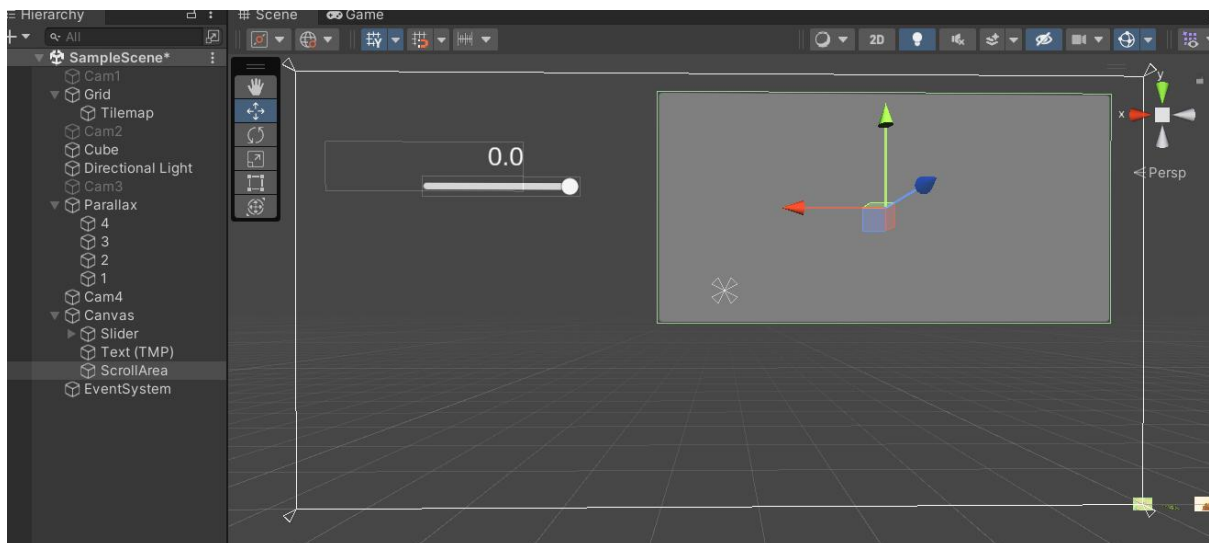 Hierarchy
Scene
Game
All
2D
SampleScene*
Cam1
Grid
Tilemap
Cam2
Cube
Directional Light
Cam3
Parallax
4
3
2
1
Cam4
Canvas
Slider
Text (TMP)
ScrollArea
EventSystem
0.0
y
x
Persp